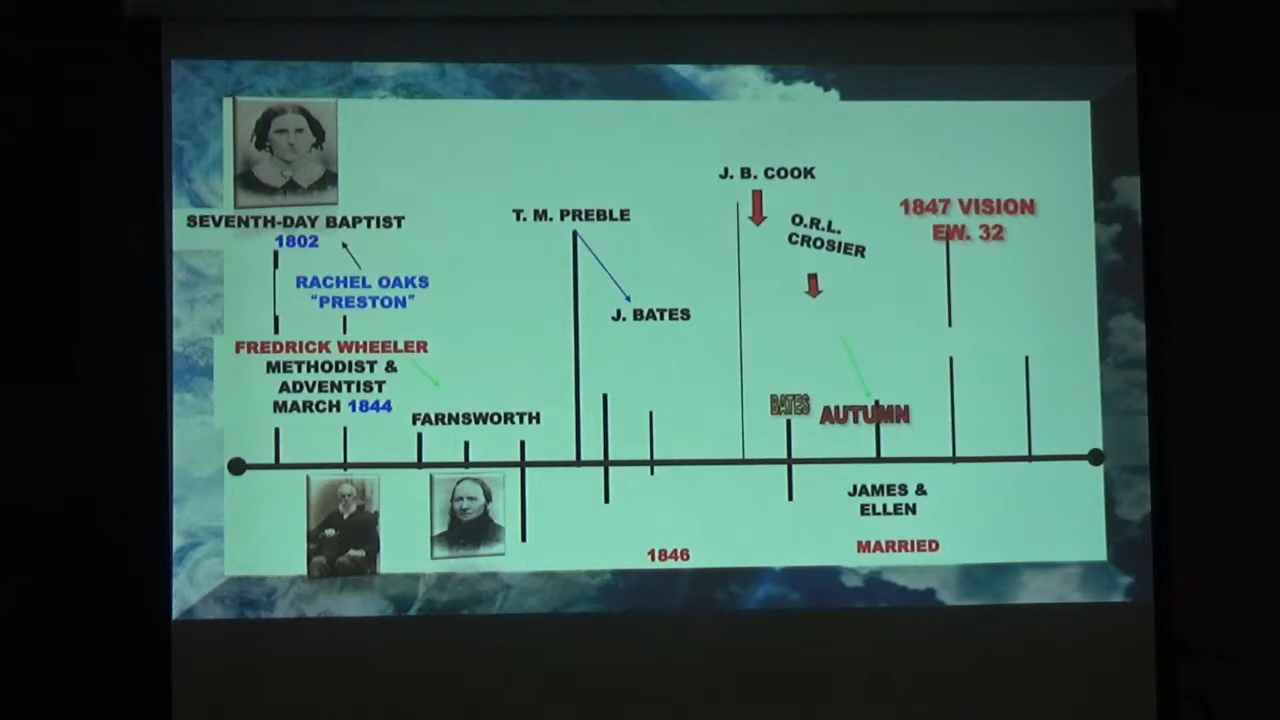 SEVENTH-DAY BAPTIST
1802
RACHEL OAKS
"PRESTON"
FREDRICK WHEELER
METHODIST &
ADVENTIST
MARCH 1844
FARNSWORTH
T. M. PREBLE
J. BATES
J. B. COOK
O.R.L.
CROSIER
1847 VISION
EW. 32
BATES
AUTUMN
JAMES &
ELLEN
1846
MARRIED